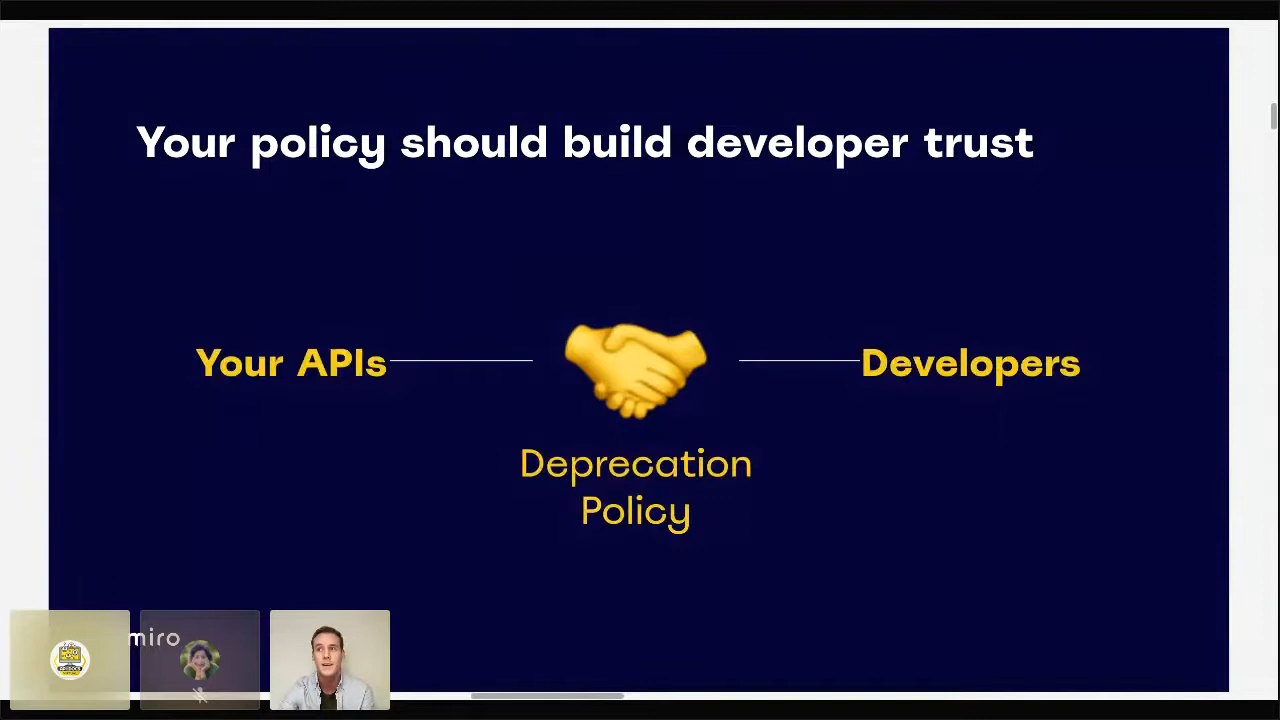 Your policy should build developer trust
Your APIs
Developers
Deprecation
Policy
miro